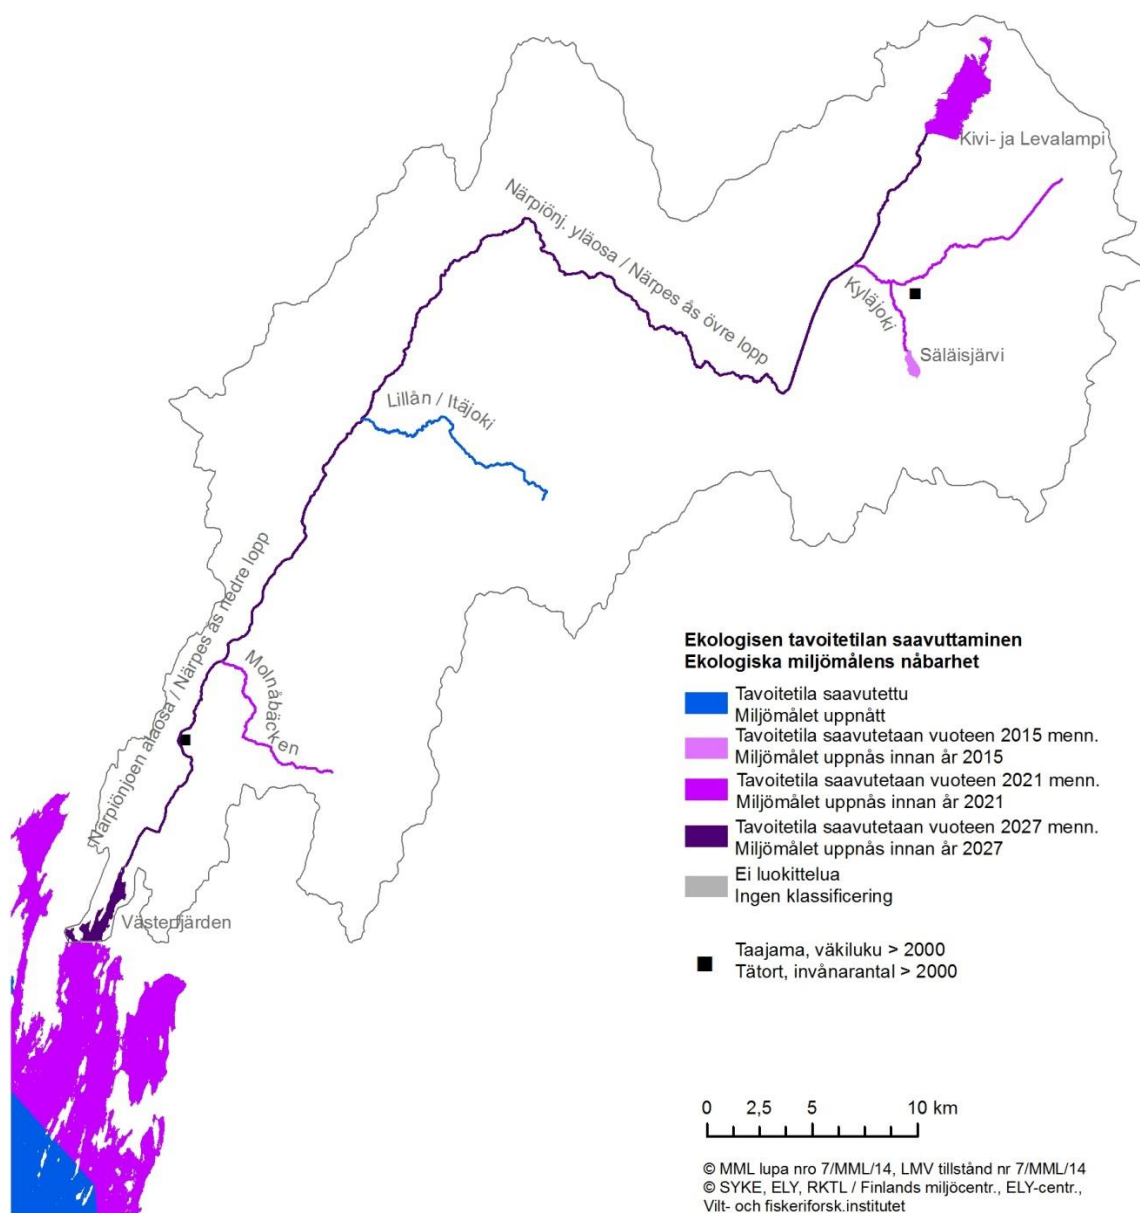 Kivi- ja Levalampi
Närpiönj. yläosa / Närpes ås övre lopp
Kyläjoki
Säläisjärvi
Lillån / Itäjoki
Närpiönjoen alaosa / Närpes ås nedre lopp
Molnåbäcken
Västerfjärden
Ekologisen tavoitetilan saavuttaminen
Ekologiska miljömålens nåbarhet
Tavoitetila saavutettu
Miljömålet uppnått
Tavoitetila saavutetaan vuoteen 2015 menn.
Miljömålet uppnås innan år 2015
Tavoitetila saavutetaan vuoteen 2021 menn.
Miljömålet uppnås innan år 2021
Tavoitetila saavutetaan vuoteen 2027 menn.
Miljömålet uppnås innan år 2027
Ei luokittelua
Ingen klassificering
Taajama, väkiluku > 2000
Tätort, invånarantal > 2000
0 2,5 5 10 km
© MML lupa nro 7/MML/14, LMV tillstånd nr 7/MML/14
© SYKE, ELY, RKTL / Finlands miljöcentr., ELY-centr.,
Vilt- och fiskeriforsk.institutet